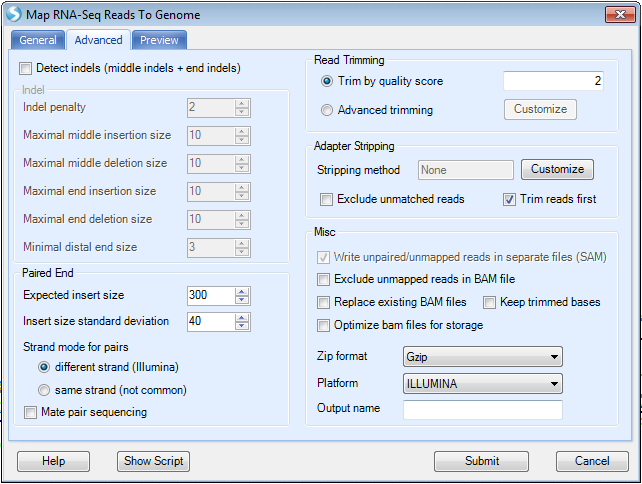 Map RNA-Seq Reads To Genome
General Advanced Preview
Detect indels (middle indels + end indels)
Indel
Indel penalty 2
Maximal middle insertion size 10
Maximal middle deletion size 10
Maximal end insertion size 10
Maximal end deletion size 10
Minimal distal end size 3
Paired End
Expected insert size 300
Insert size standard deviation 40
Strand mode for pairs
different strand (Illumina)
same strand (not common)
Mate pair sequencing
Read Trimming
Trim by quality score 2
Advanced trimming Customize
Adapter Stripping
Stripping method None Customize
Exclude unmatched reads Trim reads first
Misc
Write unpaired/unmapped reads in separate files (SAM)
Exclude unmapped reads in BAM file
Replace existing BAM files Keep trimmed bases
Optimize bam files for storage
Zip format Gzip
Platform ILLUMINA
Output name
Help Show Script Submit Cancel